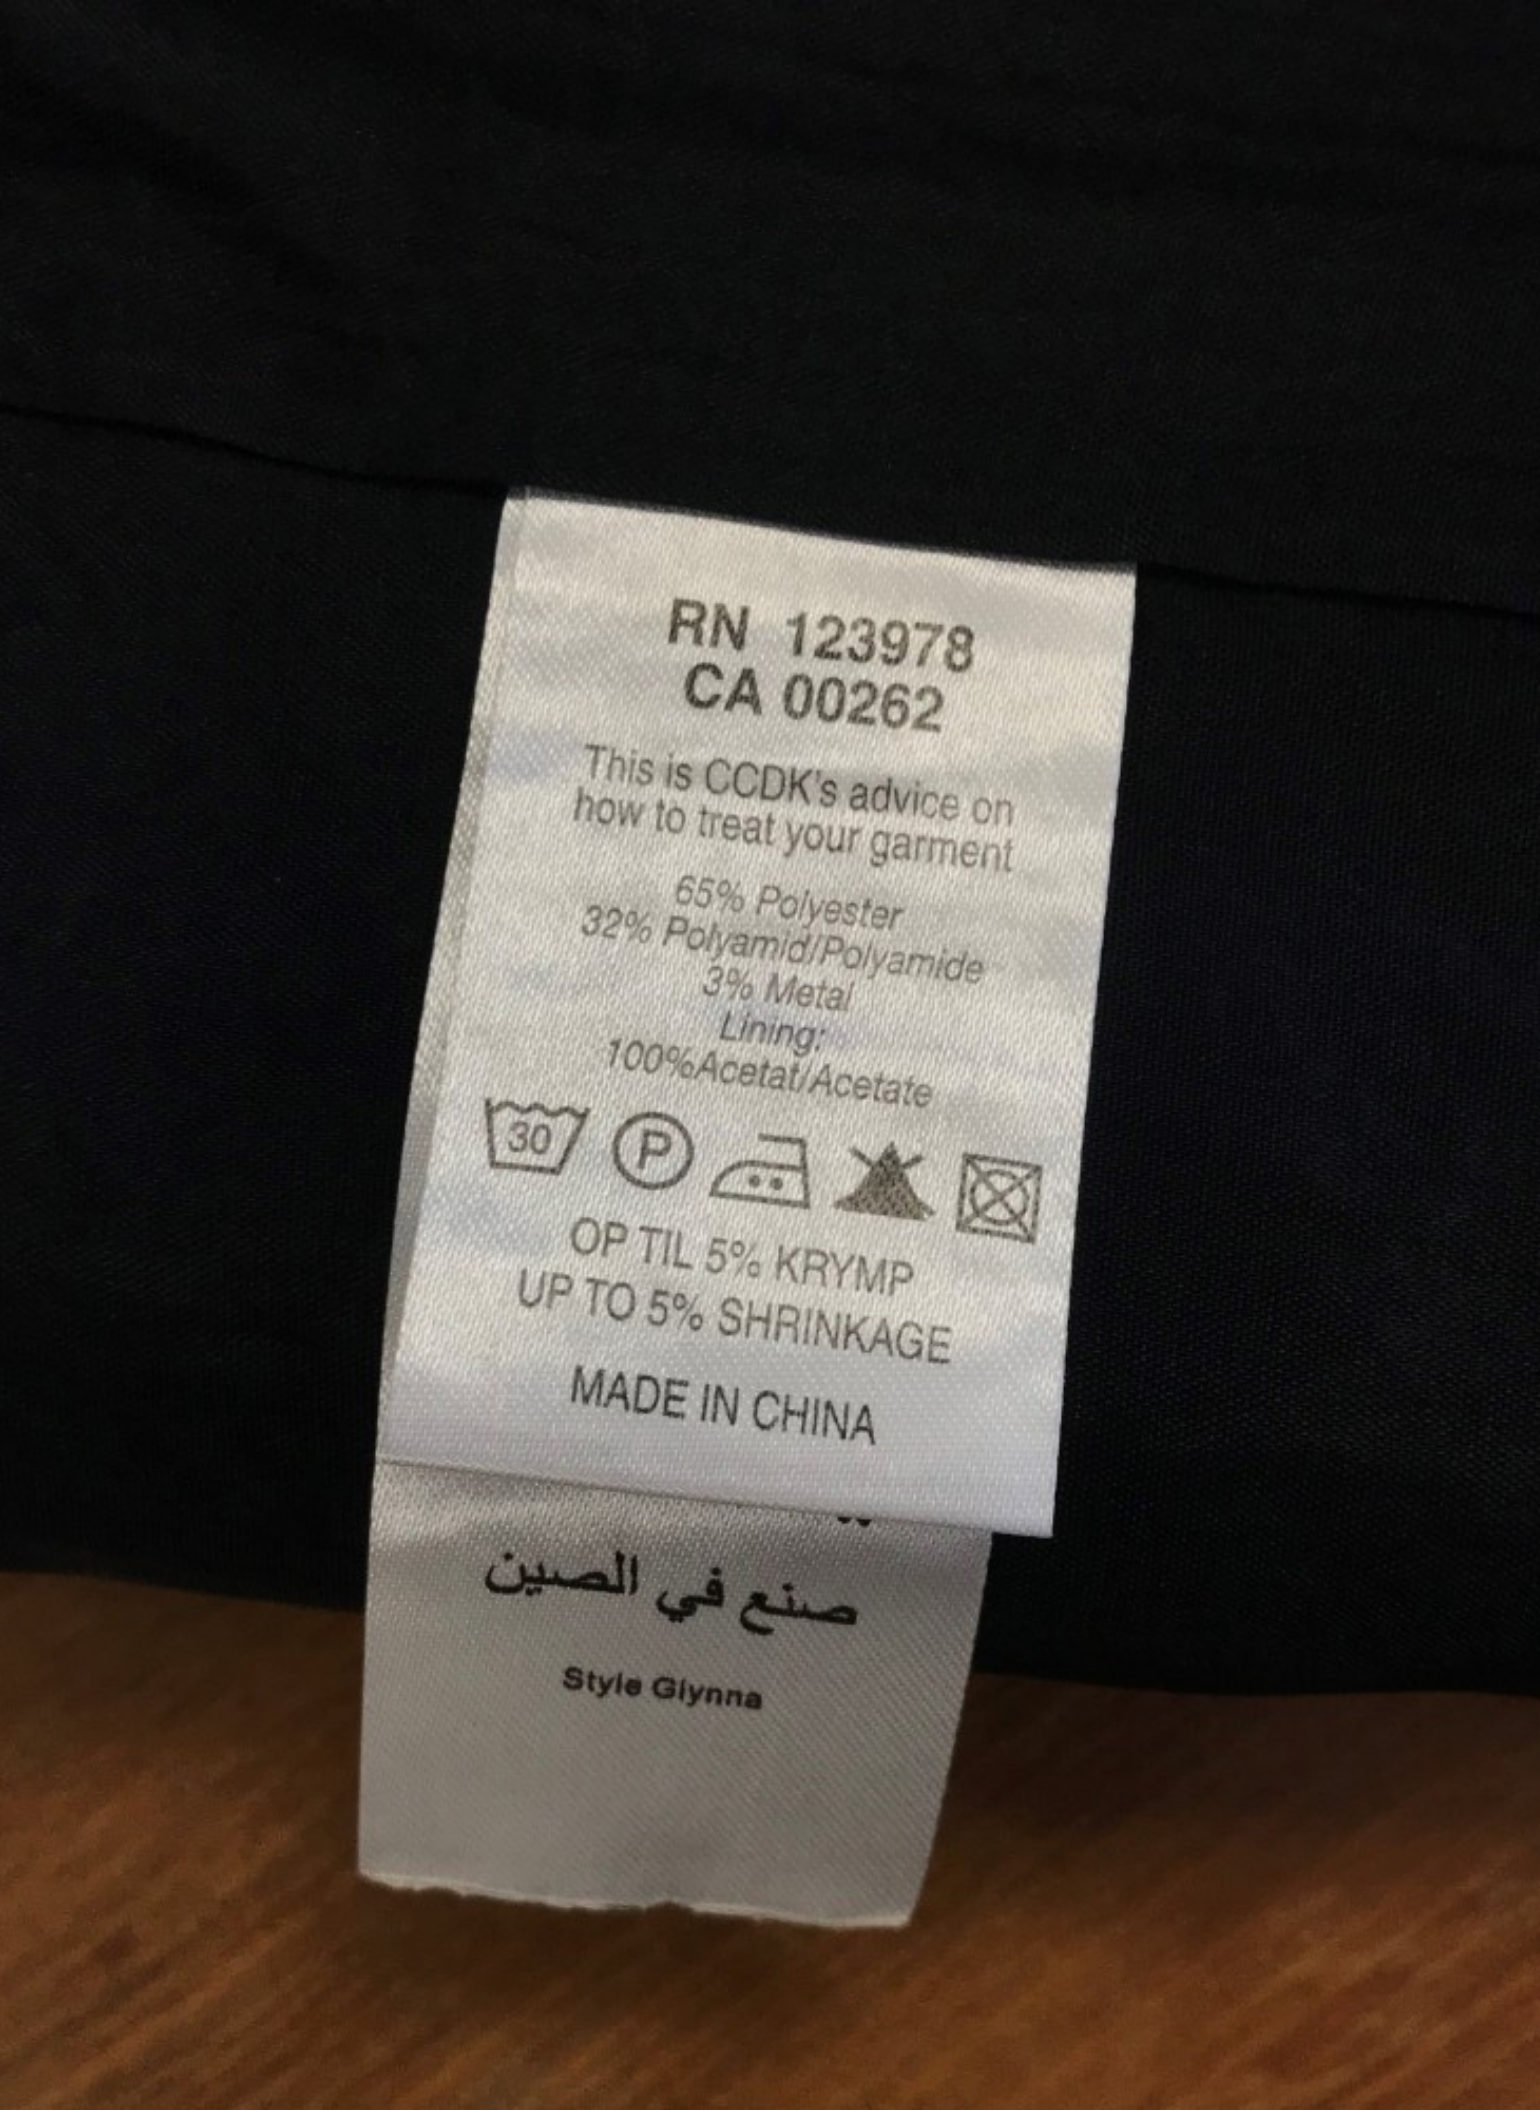 RN 123978
CA 00262
This is CCDK's advice on
how to treat your garment
65% Polyester
32% Polyamid/Polyamide
3% Metal
Lining:
100%Acetat/Acetate
30 P
OP TIL 5% KRYMP
UP TO 5% SHRINKAGE
MADE IN CHINA
صنع في الصين
Style Glynna